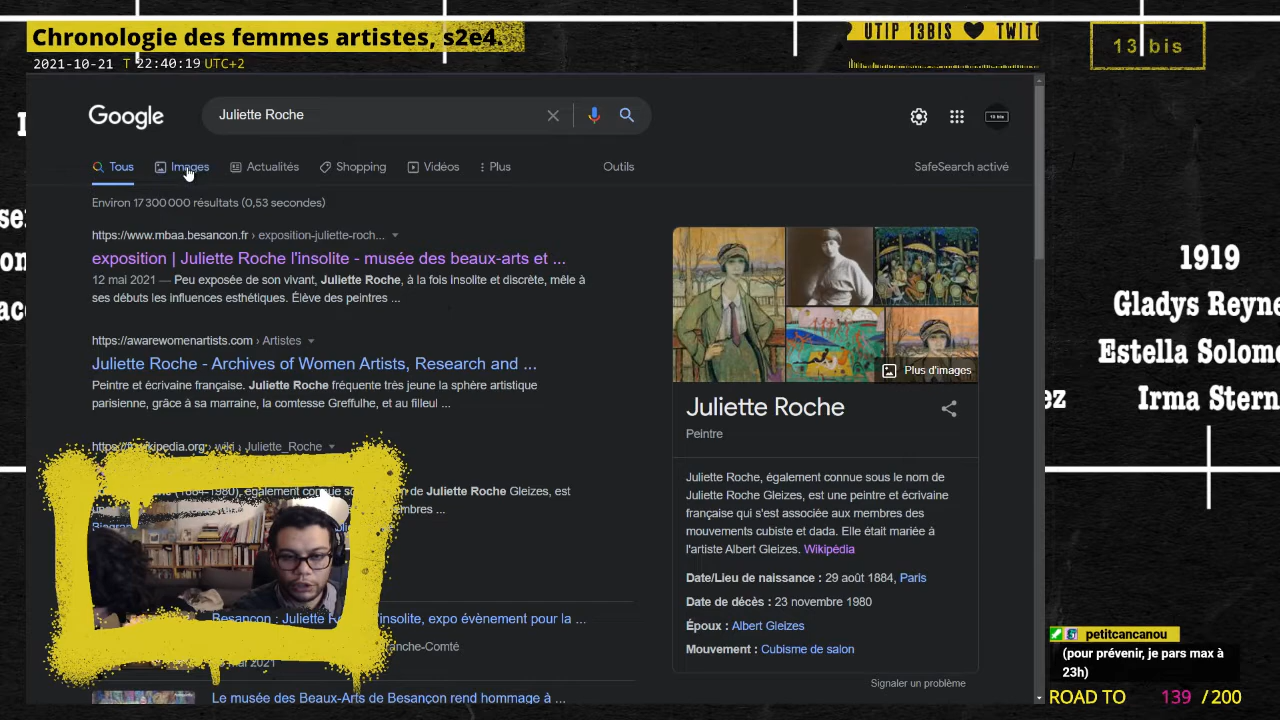 Chronologie des femmes artistes, s2e4.
2021-10-21 T 22:40:19 UTC+2
UTIP 13BIS ♥ TWIT
13 bis
Google
Juliette Roche
Tous Images Actualités Shopping Vidéos Plus Outils SafeSearch activé
Environ 17 300 000 résultats (0,53 secondes)
https://www.mbaa.besancon.fr › exposition-juliette-roch...
exposition | Juliette Roche l'insolite - musée des beaux-arts et ...
12 mai 2021 — Peu exposée de son vivant, Juliette Roche, à la fois insolite et discrète, mêle à
ses débuts les influences esthétiques. Élève des peintres ...
https://awarewomenartists.com › Artistes
Juliette Roche - Archives of Women Artists, Research and ...
Peintre et écrivaine française. Juliette Roche fréquente très jeune la sphère artistique
parisienne, grâce à sa marraine, la comtesse Greffulhe, et au filleul ...
wiki › Juliette_Roche
(1884-1980), également connue de Juliette Roche Gleizes, est
membres ...
Besançon : Juliette l'insolite, expo évènement pour la ...
anche-Comté
2021
Le musée des Beaux-Arts de Besançon rend hommage à ...
Plus d'images
Juliette Roche
Peintre
Juliette Roche, également connue sous le nom de
Juliette Roche Gleizes, est une peintre et écrivaine
française qui s'est associée aux membres des
mouvements cubiste et dada. Elle était mariée à
l'artiste Albert Gleizes. Wikipédia
Date/Lieu de naissance : 29 août 1884, Paris
Date de décès : 23 novembre 1980
Époux : Albert Gleizes
Mouvement : Cubisme de salon
Signaler un problème
1919
Gladys Reyne
Estella Solom
Irma Stern
ez
petitcancanou
(pour prévenir, je pars max à
23h)
ROAD TO 139 / 200